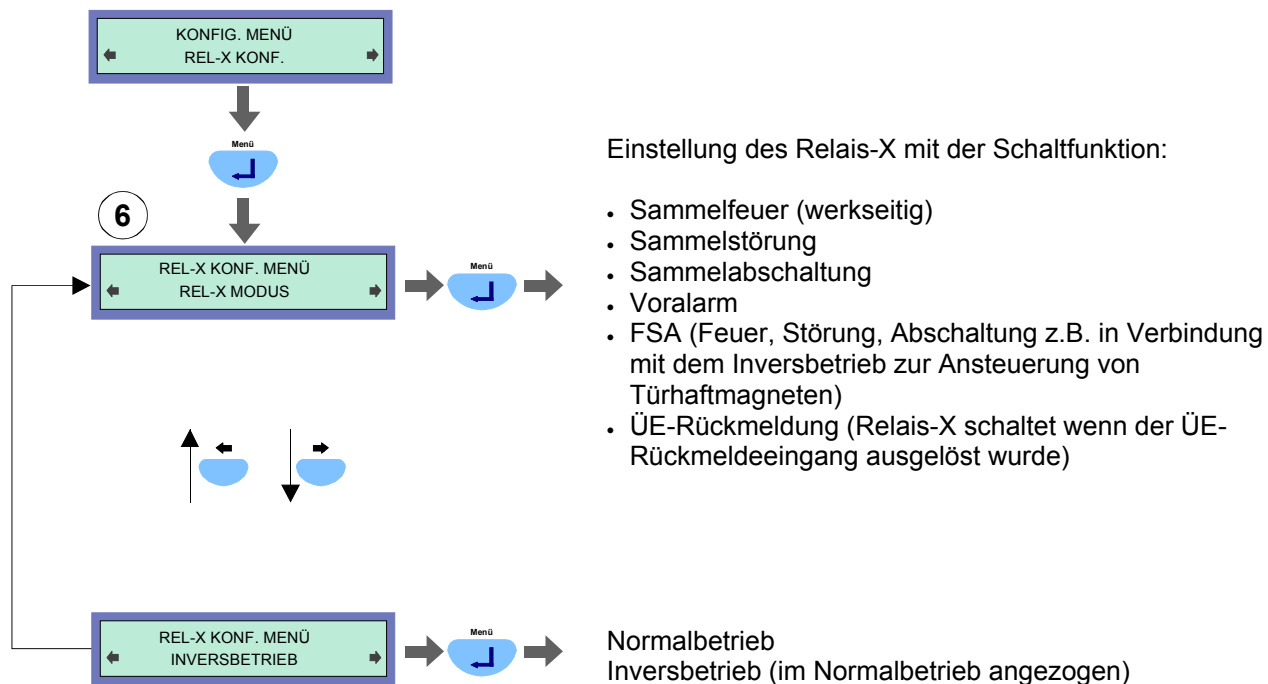 KONFIG. MENÜ
REL-X KONF.
Menü
6
REL-X KONF. MENÜ
REL-X MODUS
Menü
Einstellung des Relais-X mit der Schaltfunktion:
• Sammelfeuer (werkseitig)
• Sammelstörung
• Sammelabschaltung
• Voralarm
• FSA (Feuer, Störung, Abschaltung z.B. in Verbindung
mit dem Inversbetrieb zur Ansteuerung von
Türhaftmagneten)
• ÜE-Rückmeldung (Relais-X schaltet wenn der ÜE-
Rückmeldeeingang ausgelöst wurde)
REL-X KONF. MENÜ
INVERSBETRIEB
Menü
Normalbetrieb
Inversbetrieb (im Normalbetrieb angezogen)